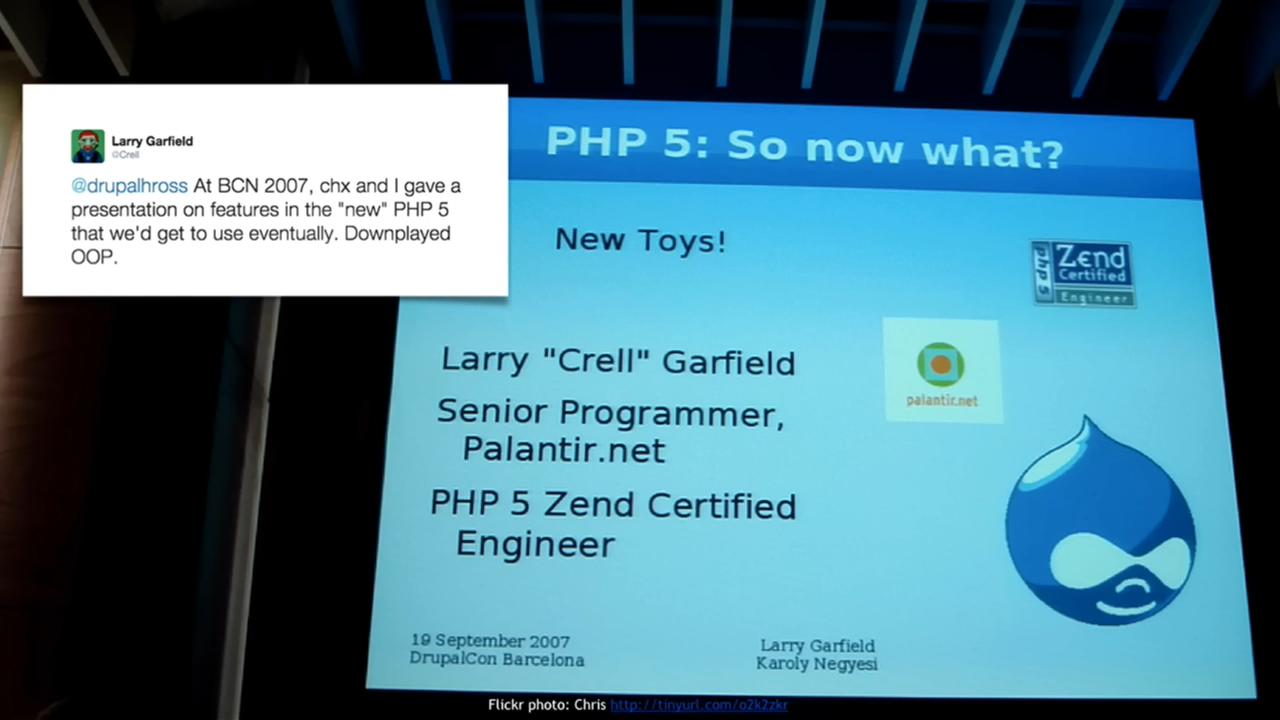 Larry Garfield
@Crell
@drupalhross At BCN 2007, chx and I gave a
presentation on features in the "new" PHP 5
that we'd get to use eventually. Downplayed
OOP.
PHP 5: So now what?
New Toys!
php 5
Zend
Certified
Engineer
Larry "Crell" Garfield
Senior Programmer,
Palantir.net
palantir.net
PHP 5 Zend Certified
Engineer
19 September 2007
DrupalCon Barcelona
Larry Garfield
Karoly Negyesi
Flickr photo: Chris http://tinyurl.com/o2k2zkr